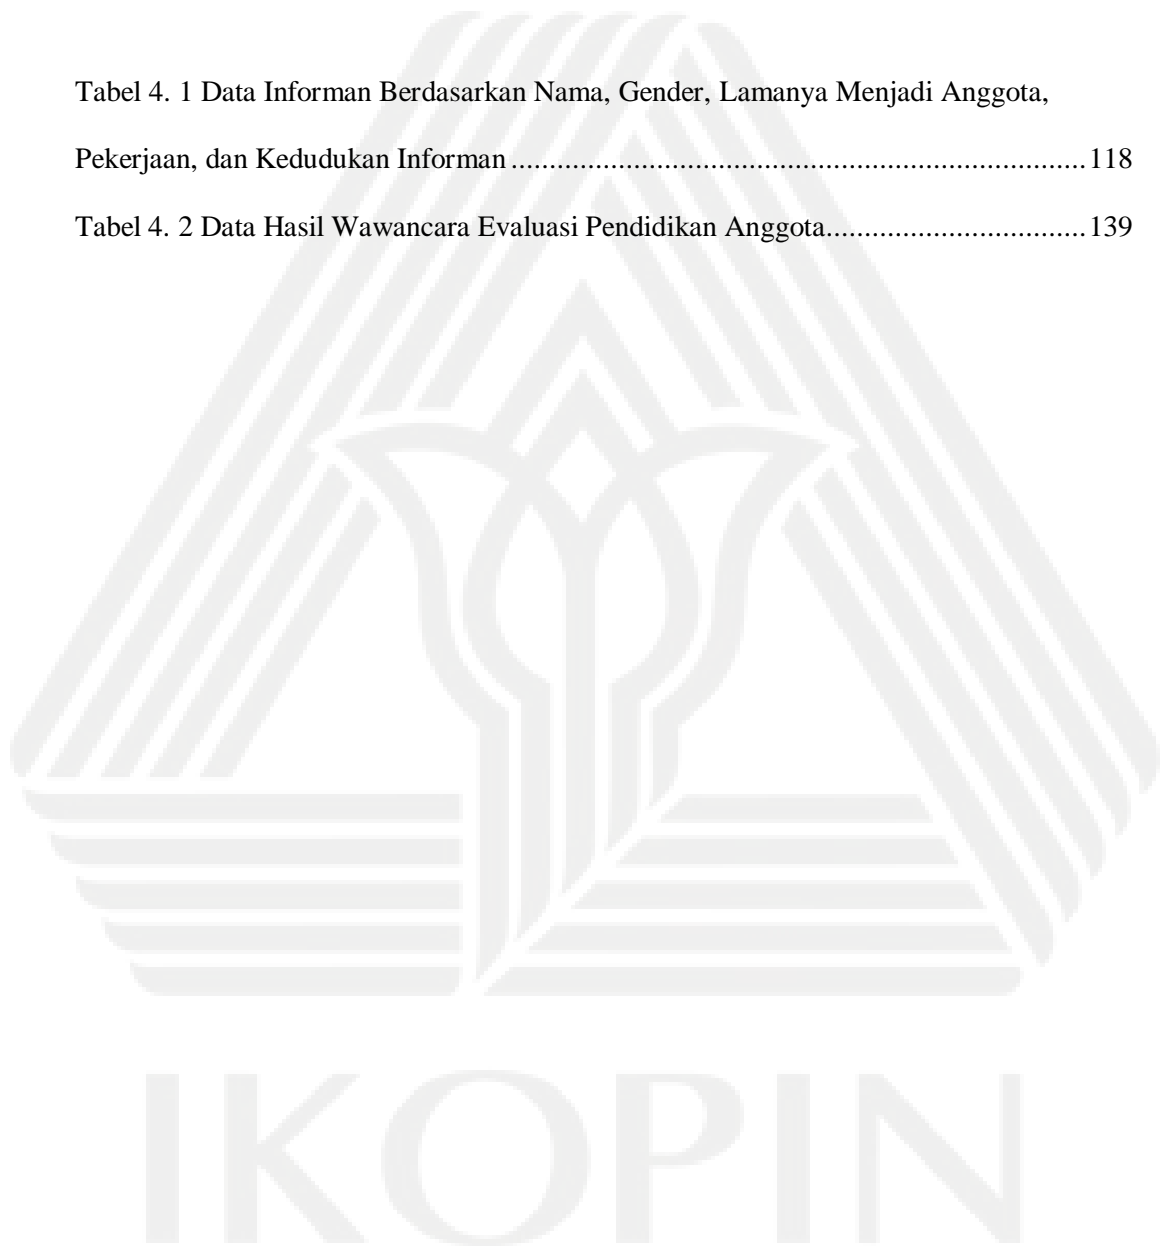 Tabel 4. 1 Data Informan Berdasarkan Nama, Gender, Lamanya Menjadi Anggota,
Pekerjaan, dan Kedudukan Informan ........................................................................... 118
Tabel 4. 2 Data Hasil Wawancara Evaluasi Pendidikan Anggota.................................. 139
IKOPIN